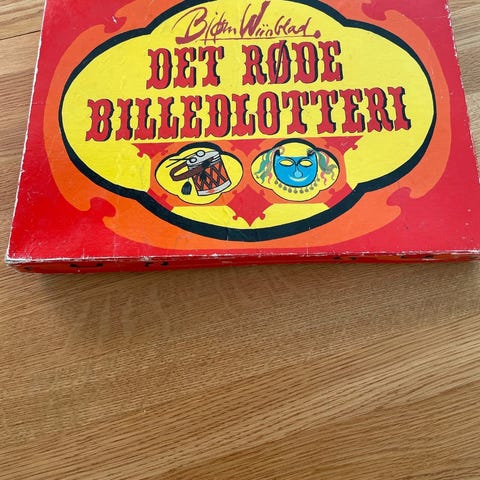 Bjørn Wiinblad.
DET RØDE
BILLEDLOTTERI